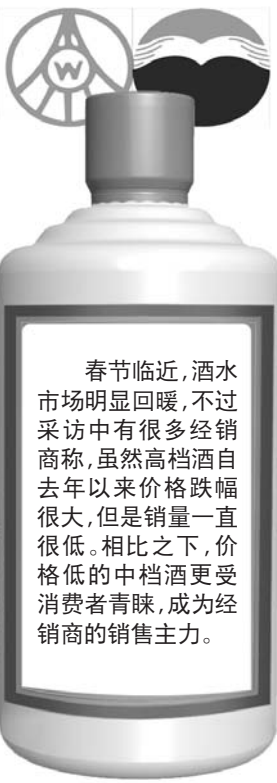 W
春节临近,酒水
市场明显回暖,不过
采访中有很多经销
商称,虽然高档酒自
去年以来价格跌幅
很大,但是销量一直
很低。相比之下,价
格低的中档酒更受
消费者青睐,成为经
销商的销售主力。